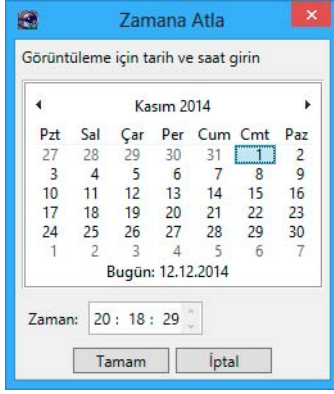 Zamana Atla
Görüntüleme için tarih ve saat girin
Kasım 2014
Pzt Sal Çar Per Cum Cmt Paz
27 28 29 30 31 1 2
3 4 5 6 7 8 9
10 11 12 13 14 15 16
17 18 19 20 21 22 23
24 25 26 27 28 29 30
1 2 3 4 5 6 7
Bugün: 12.12.2014
Zaman: 20 : 18 : 29
Tamam İptal